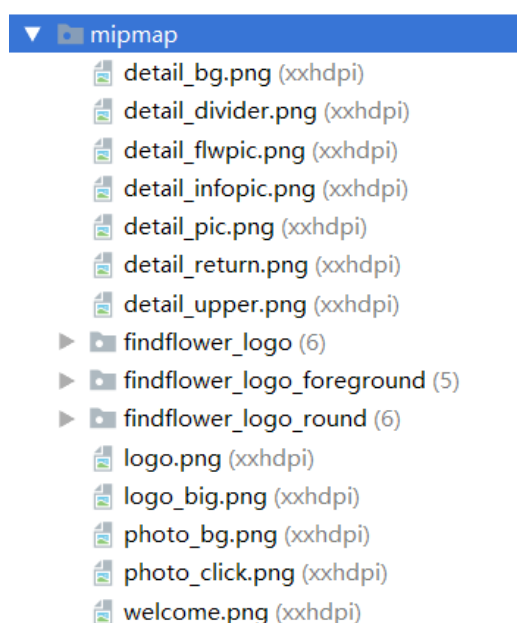 mipmap
detail_bg.png (xxhdpi)
detail_divider.png (xxhdpi)
detail_flwpic.png (xxhdpi)
detail_infopic.png (xxhdpi)
detail_pic.png (xxhdpi)
detail_return.png (xxhdpi)
detail_upper.png (xxhdpi)
findflower_logo (6)
findflower_logo_foreground (5)
findflower_logo_round (6)
logo.png (xxhdpi)
logo_big.png (xxhdpi)
photo_bg.png (xxhdpi)
photo_click.png (xxhdpi)
welcome.png (xxhdpi)